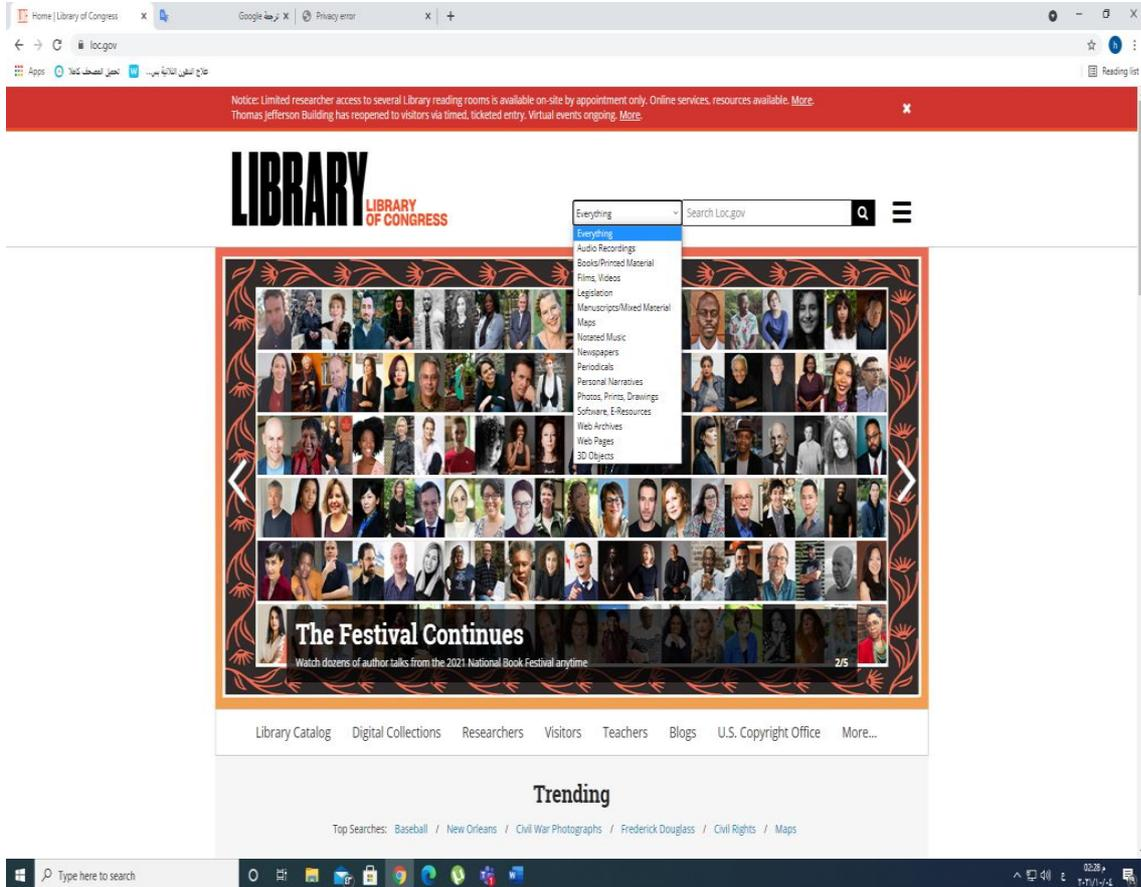 Home | Library of Congress
Google ترجمة
Privacy error
loc.gov
h
Apps
Reading list
Notice: Limited researcher access to several Library reading rooms is available on-site by appointment only. Online services, resources available. More.
Thomas Jefferson Building has reopened to visitors via timed, ticketed entry. Virtual events ongoing. More.
LIBRARY
LIBRARY
OF CONGRESS
Everything
Search Loc.gov
Everything
Audio Recordings
Books/Printed Material
Films, Videos
Legislation
Manuscripts/Mixed Material
Maps
Notated Music
Newspapers
Periodicals
Personal Narratives
Photos, Prints, Drawings
Software, E-Resources
Web Archives
Web Pages
3D Objects
The Festival Continues
Watch dozens of author talks from the 2021 National Book Festival anytime
2/5
Library Catalog Digital Collections Researchers Visitors Teachers Blogs U.S. Copyright Office More...
Trending
Top Searches: Baseball / New Orleans / Civil War Photographs / Frederick Douglass / Civil Rights / Maps
Type here to search
ع
02:28 م